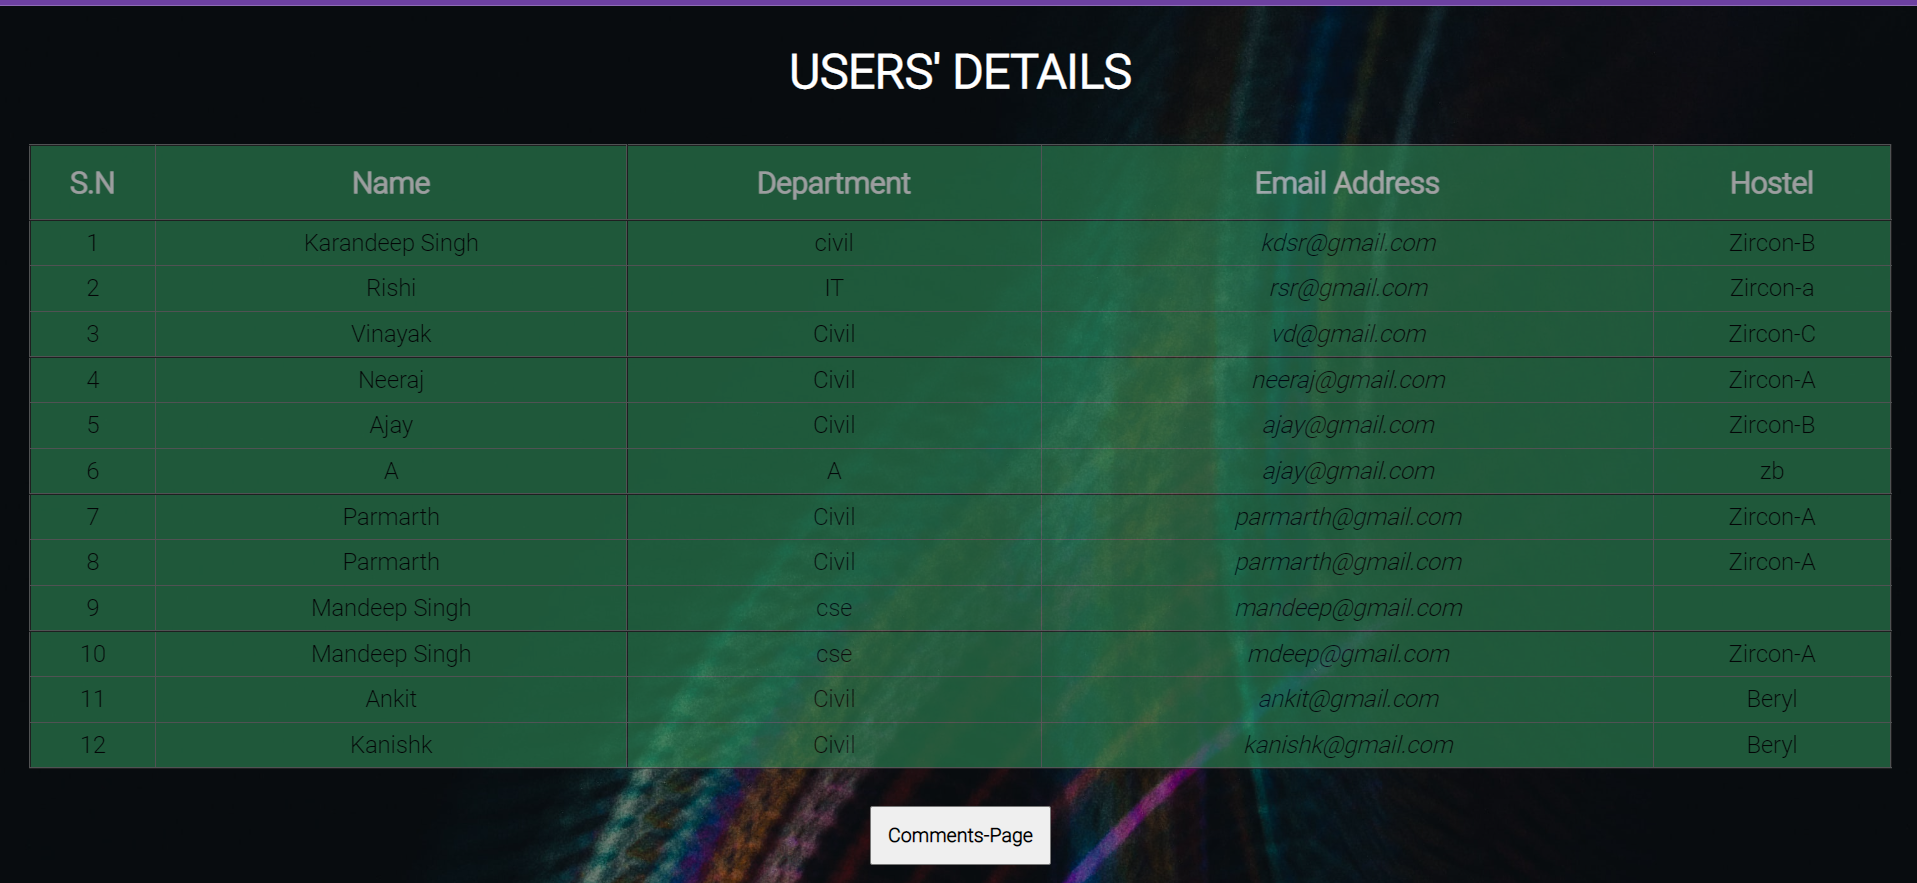 USERS' DETAILS
S.N Name Department Email Address Hostel
1 Karandeep Singh civil kdsr@gmail.com Zircon-B
2 Rishi IT rsr@gmail.com Zircon-a
3 Vinayak Civil vd@gmail.com Zircon-C
4 Neeraj Civil neeraj@gmail.com Zircon-A
5 Ajay Civil ajay@gmail.com Zircon-B
6 A A ajay@gmail.com zb
7 Parmarth Civil parmarth@gmail.com Zircon-A
8 Parmarth Civil parmarth@gmail.com Zircon-A
9 Mandeep Singh cse mandeep@gmail.com
10 Mandeep Singh cse mdeep@gmail.com Zircon-A
11 Ankit Civil ankit@gmail.com Beryl
12 Kanishk Civil kanishk@gmail.com Beryl
Comments-Page